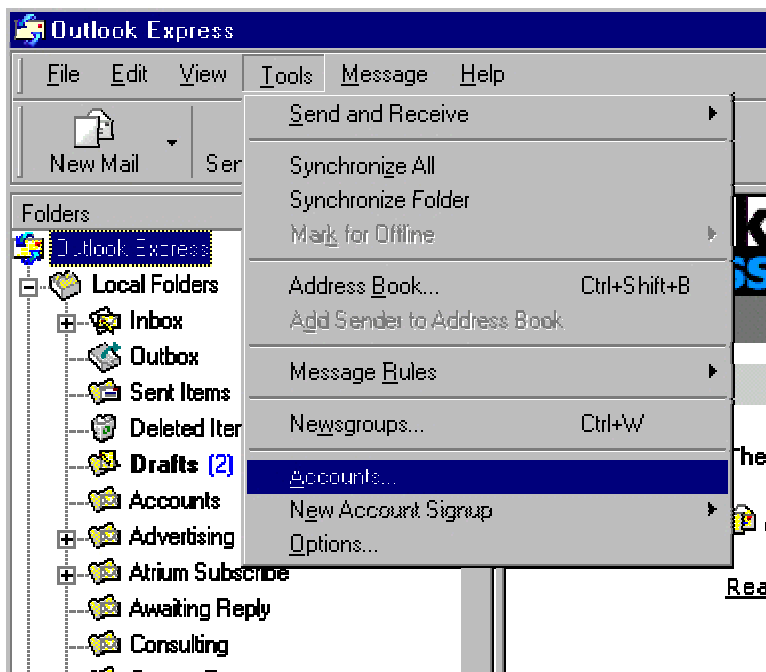 Outlook Express
File Edit View Tools Message Help
New Mail
Send and Receive
Synchronize All
Synchronize Folder
Mark for Offline
Address Book... Ctrl+Shift+B
Add Sender to Address Book
Message Rules
Newsgroups... Ctrl+W
Accounts...
New Account Signup
Options...
Folders
Outlook Express
Local Folders
Inbox
Outbox
Sent Items
Deleted Iter
Drafts (2)
Accounts
Advertising
Atrium Subscribe
Awaiting Reply
Consulting